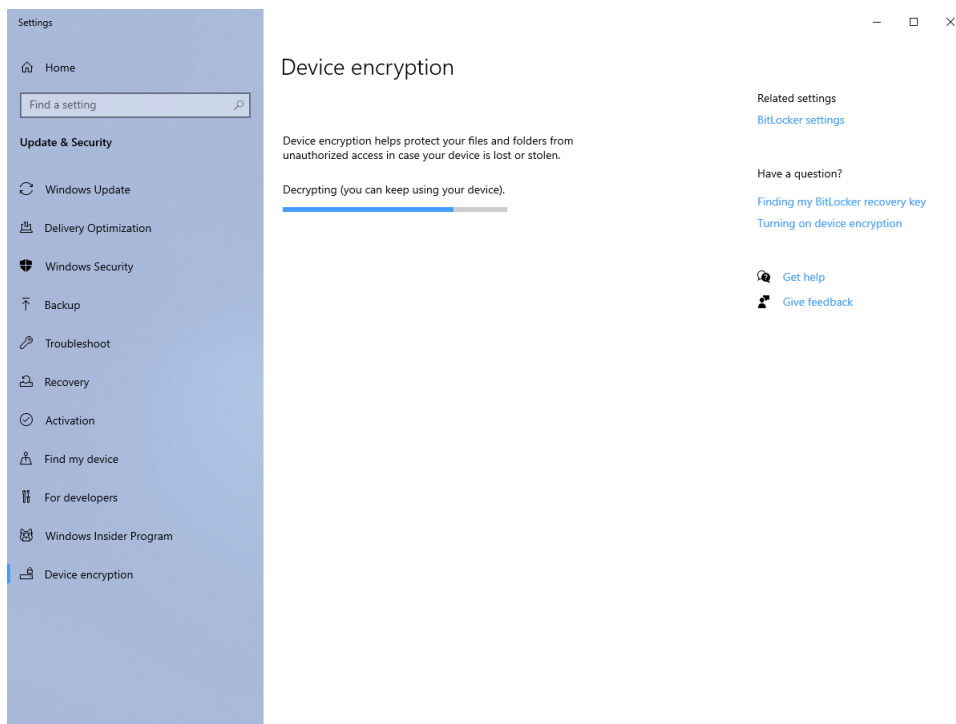 Settings
Home
Find a setting
Update & Security
Windows Update
Delivery Optimization
Windows Security
Backup
Troubleshoot
Recovery
Activation
Find my device
For developers
Windows Insider Program
Device encryption
Device encryption
Device encryption helps protect your files and folders from
unauthorized access in case your device is lost or stolen.
Decrypting (you can keep using your device).
Related settings
BitLocker settings
Have a question?
Finding my BitLocker recovery key
Turning on device encryption
Get help
Give feedback